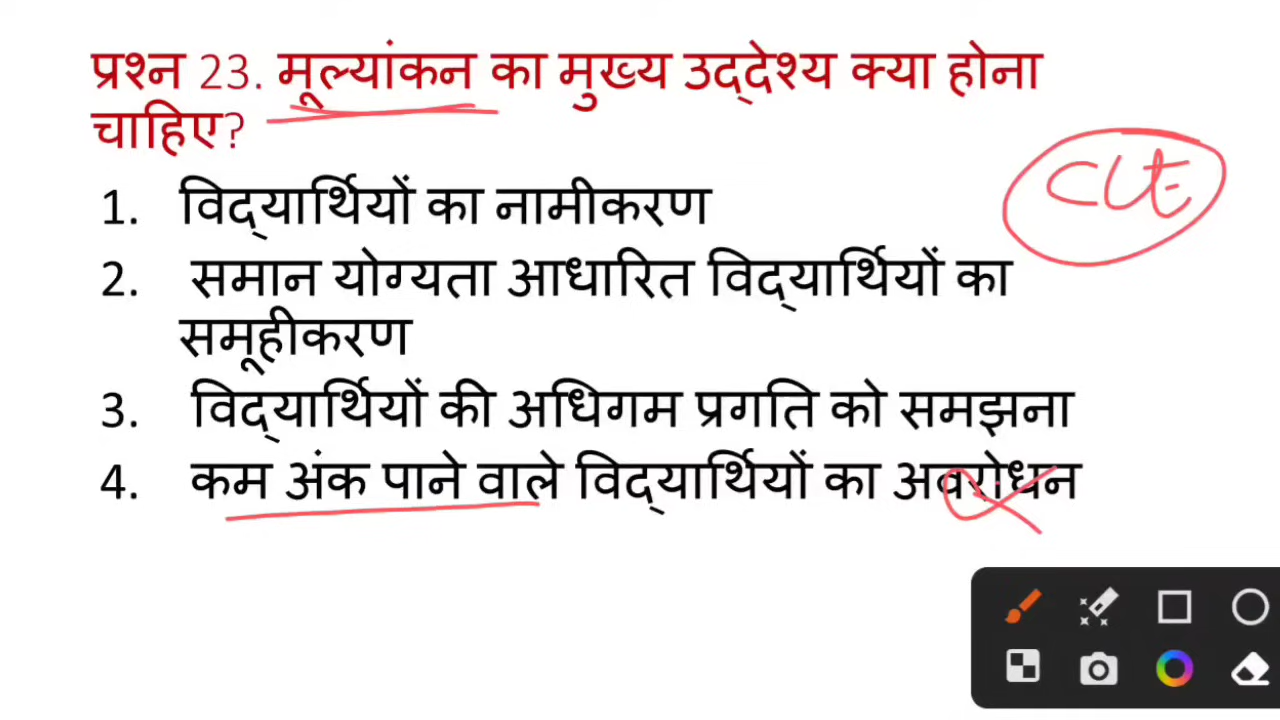 प्रश्न 23. मूल्यांकन का मुख्य उद्देश्य क्या होना
चाहिए?
1. विद्यार्थियों का नामीकरण
2. समान योग्यता आधारित विद्यार्थियों का
समूहीकरण
3. विद्यार्थियों की अधिगम प्रगति को समझना
4. कम अंक पाने वाले विद्यार्थियों का अवरोधन